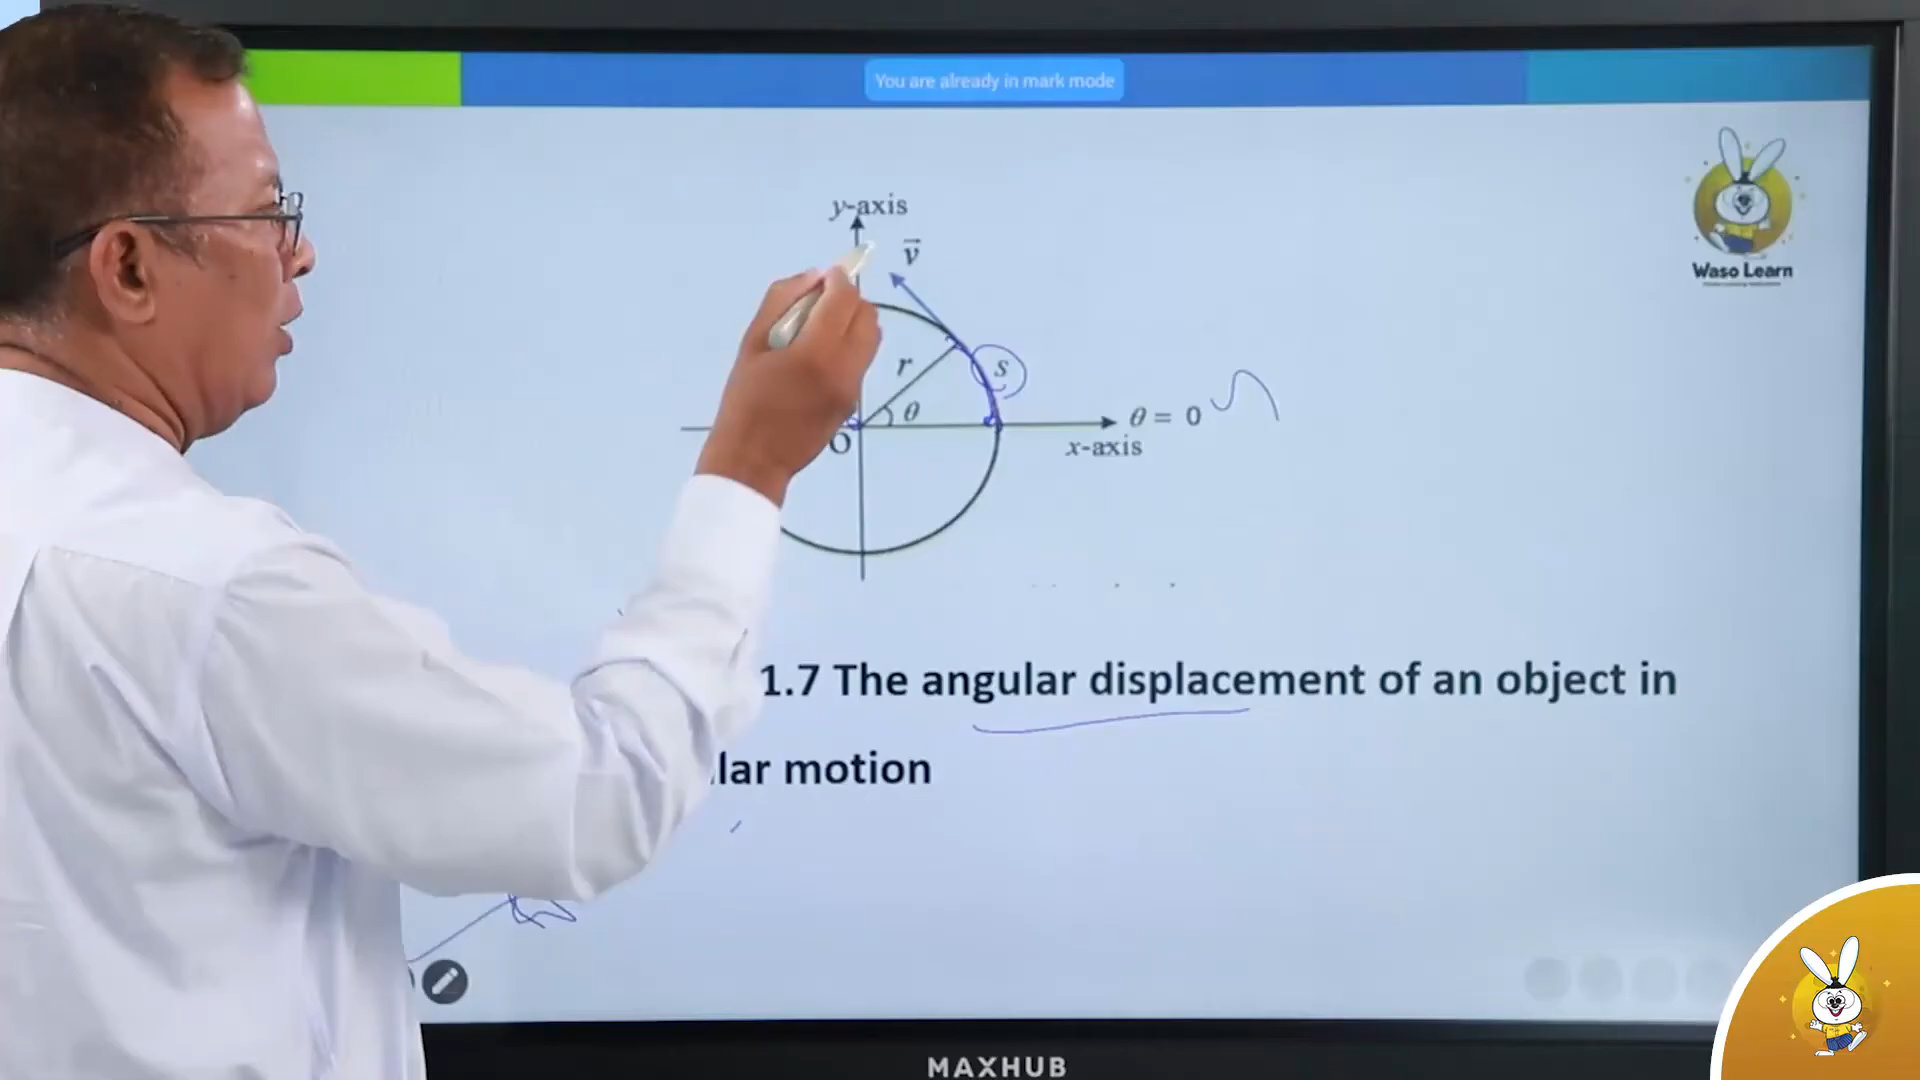 You are already in mark mode
y-axis
v⃗
r
s
θ
θ = 0
O
x-axis
Waso Learn
1.7 The angular displacement of an object in
lar motion
MAXHUB